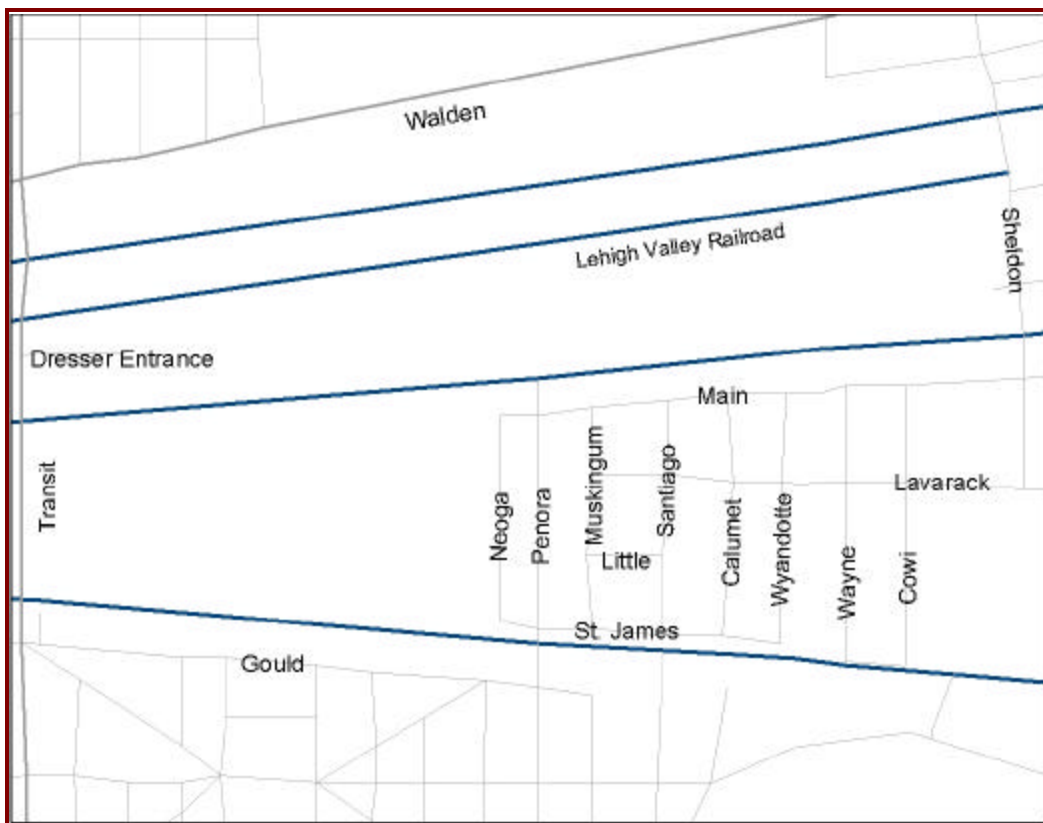 Walden
Lehigh Valley Railroad
Sheldon
Dresser Entrance
Main
Transit
Neoga
Penora
Muskingum
Santiago
Calumet
Wyandotte
Wayne
Cowi
Lavarack
Little
St. James
Gould